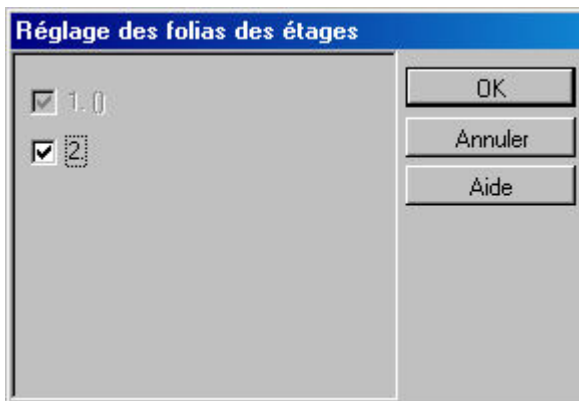 Réglage des folias des étages
1. ()
2.
OK
Annuler
Aide